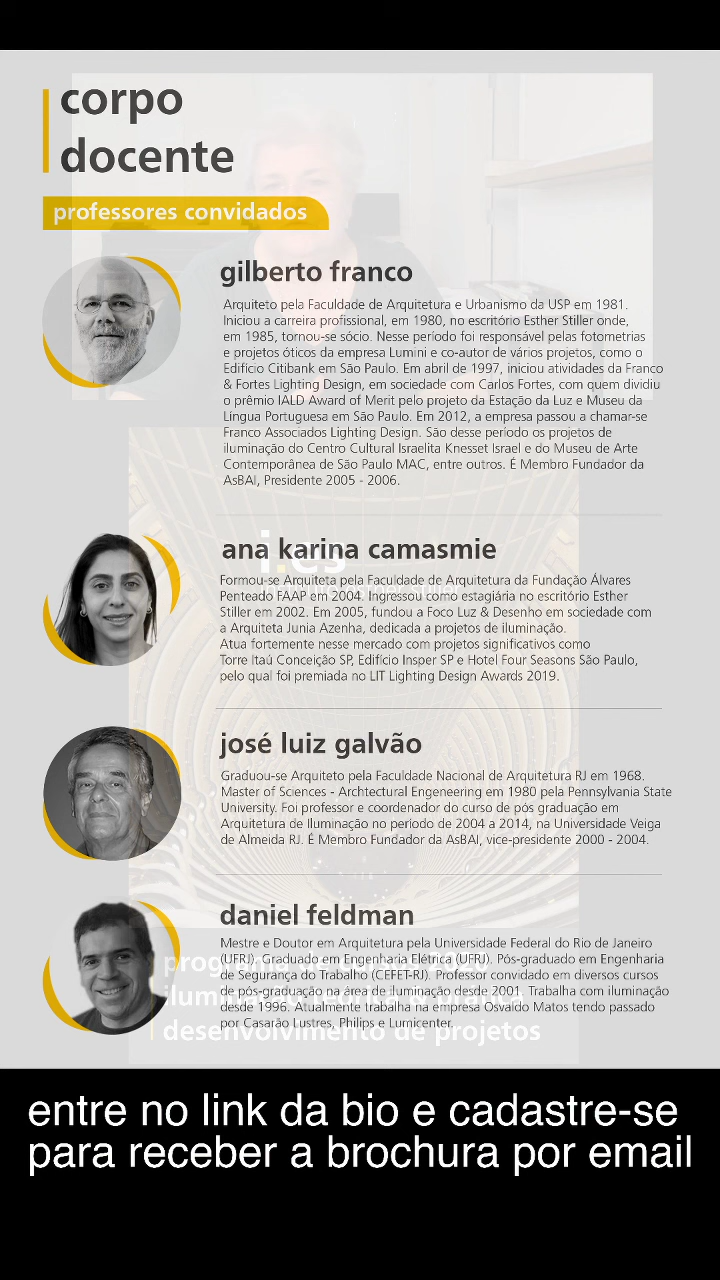 corpo
docente
professores convidados
gilberto franco
Arquiteto pela Faculdade de Arquitetura e Urbanismo da USP em 1981.
Iniciou a carreira profissional, em 1980, no escritório Esther Stiller onde,
em 1985, tornou-se sócio. Nesse período foi responsável pelas fotometrias
e projetos óticos da empresa Lumini e co-autor de vários projetos, como o
Edifício Citibank em São Paulo. Em abril de 1997, iniciou atividades da Franco
& Fortes Lighting Design, em sociedade com Carlos Fortes, com quem dividiu
o prêmio IALD Award of Merit pelo projeto da Estação da Luz e Museu da
Língua Portuguesa em São Paulo. Em 2012, a empresa passou a chamar-se
Franco Associados Lighting Design. São desse período os projetos de
iluminação do Centro Cultural Israelita Knesset Israel e do Museu de Arte
Contemporânea de São Paulo MAC, entre outros. É Membro Fundador da
AsBAI, Presidente 2005 - 2006.
i.es
ana karina camasmie
Formou-se Arquiteta pela Faculdade de Arquitetura da Fundação Álvares
Penteado FAAP em 2004. Ingressou como estagiária no escritório Esther
Stiller em 2002. Em 2005, fundou a Foco Luz & Desenho em sociedade com
a Arquiteta Junia Azenha, dedicada a projetos de iluminação.
Atua fortemente nesse mercado com projetos significativos como
Torre Itaú Conceição SP, Edifício Insper SP e Hotel Four Seasons São Paulo,
pelo qual foi premiada no LIT Lighting Design Awards 2019.
josé luiz galvão
Graduou-se Arquiteto pela Faculdade Nacional de Arquitetura RJ em 1968.
Master of Sciences - Archtectural Engeneering em 1980 pela Pennsylvania State
University. Foi professor e coordenador do curso de pós graduação em
Arquitetura de Iluminação no período de 2004 a 2014, na Universidade Veiga
de Almeida RJ. É Membro Fundador da AsBAI, vice-presidente 2000 - 2004.
daniel feldman
Mestre e Doutor em Arquitetura pela Universidade Federal do Rio de Janeiro
(UFRJ). Graduado em Engenharia Elétrica (UFRJ). Pós-graduado em Engenharia
de Segurança do Trabalho (CEFET-RJ). Professor convidado em diversos cursos
de pós-graduação na área de iluminação desde 2001. Trabalha com iluminação
desde 1996. Atualmente trabalha na empresa Osvaldo Matos tendo passado
por Casarão Lustres, Philips e Lumicenter.
iluminação teórica & prática
desenvolvimento de projetos
entre no link da bio e cadastre-se
para receber a brochura por email